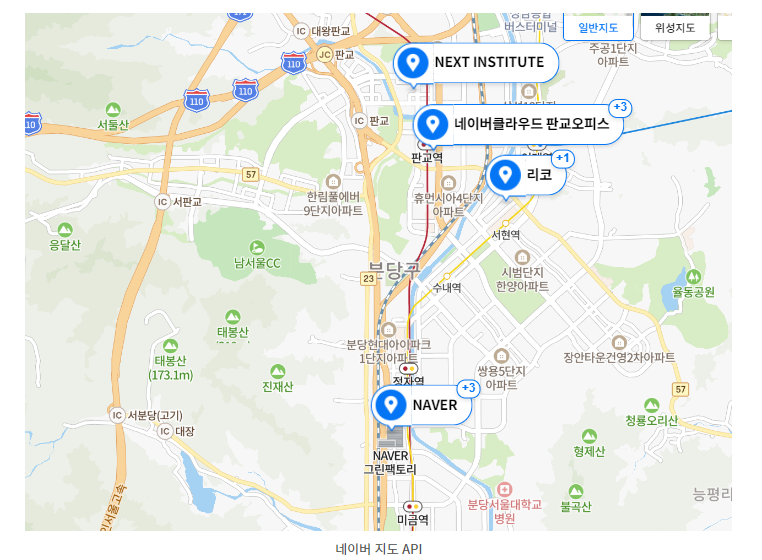 대왕판교
버스터미널
일반지도
위성지도
판교
주공1단지
아파트
110
NEXT INSTITUTE
110
110
서둘산
+3
네이버클라우드 판교오피스
판교
판교역
+1
57
리코
한림풀에버
9단지아파트
휴먼시아4단지
아파트
서판교
응달산
남서울CC
서현역
분당구
시범단지
한양아파트
23
수내역
율동공원
태봉산
분당현대아이파크
1단지아파트
태봉산
(173.1m)
장안타운건영2차아파트
쌍용5단지
아파트
진재산
정자역
57
+3
NAVER
서분당(고기)
청룡오리산
대장
형제산
NAVER
그린팩토리
능평리
분당서울대학교
병원
불곡산
미금역
네이버 지도 API